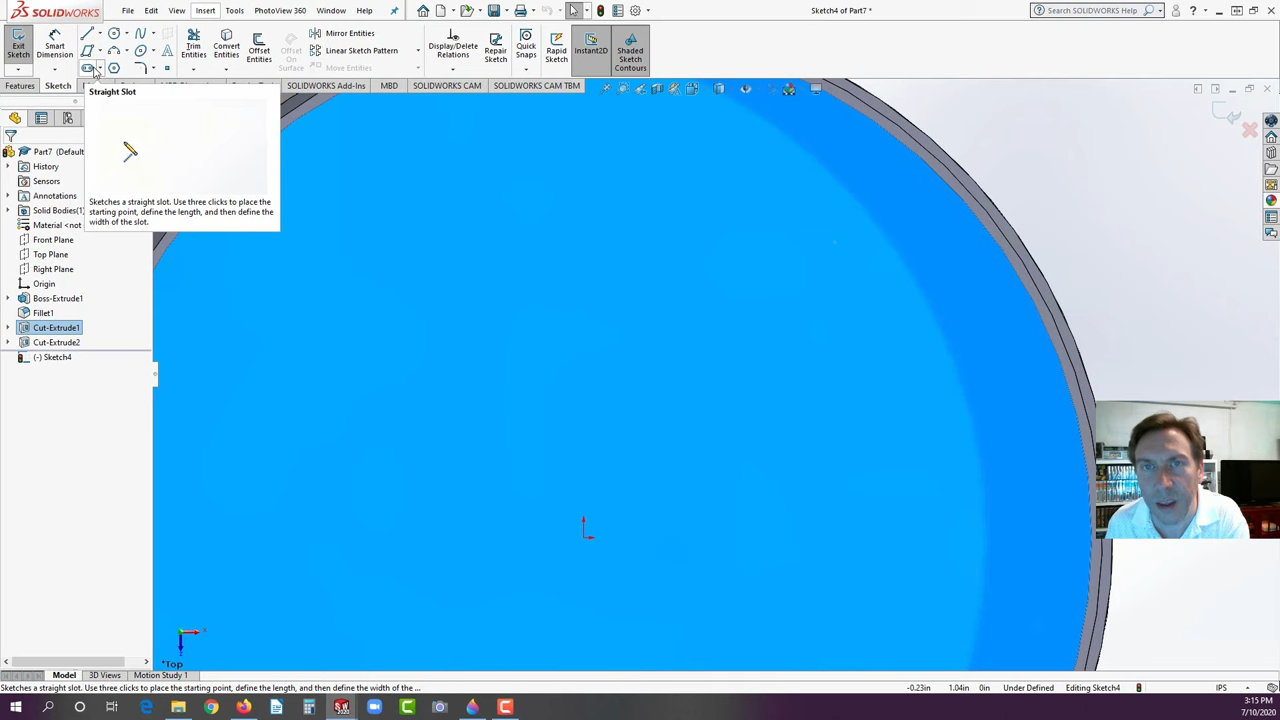 SOLIDWORKS File Edit View Insert Tools PhotoView 360 Window Help Sketch4 of Part7 * Search SOLIDWORKS Help
Exit Sketch
Smart Dimension
Trim Entities
Convert Entities
Offset Entities
Offset On Surface
Mirror Entities
Linear Sketch Pattern
Move Entities
Display/Delete Relations
Repair Sketch
Quick Snaps
Rapid Sketch
Instant2D
Shaded Sketch Contours
Features Sketch SOLIDWORKS Add-Ins MBD SOLIDWORKS CAM SOLIDWORKS CAM TBM
Straight Slot
Sketches a straight slot. Use three clicks to place the
starting point, define the length, and then define the
width of the slot.
Part7 (Default
History
Sensors
Annotations
Solid Bodies(1)
Material <not
Front Plane
Top Plane
Right Plane
Origin
Boss-Extrude1
Fillet1
Cut-Extrude1
Cut-Extrude2
(-) Sketch4
*Top
Model 3D Views Motion Study 1
Sketches a straight slot. Use three clicks to place the starting point, define the length, and then define the width of the ... -0.23in 1.04in 0in Under Defined Editing Sketch4 IPS
3:15 PM
7/10/2020